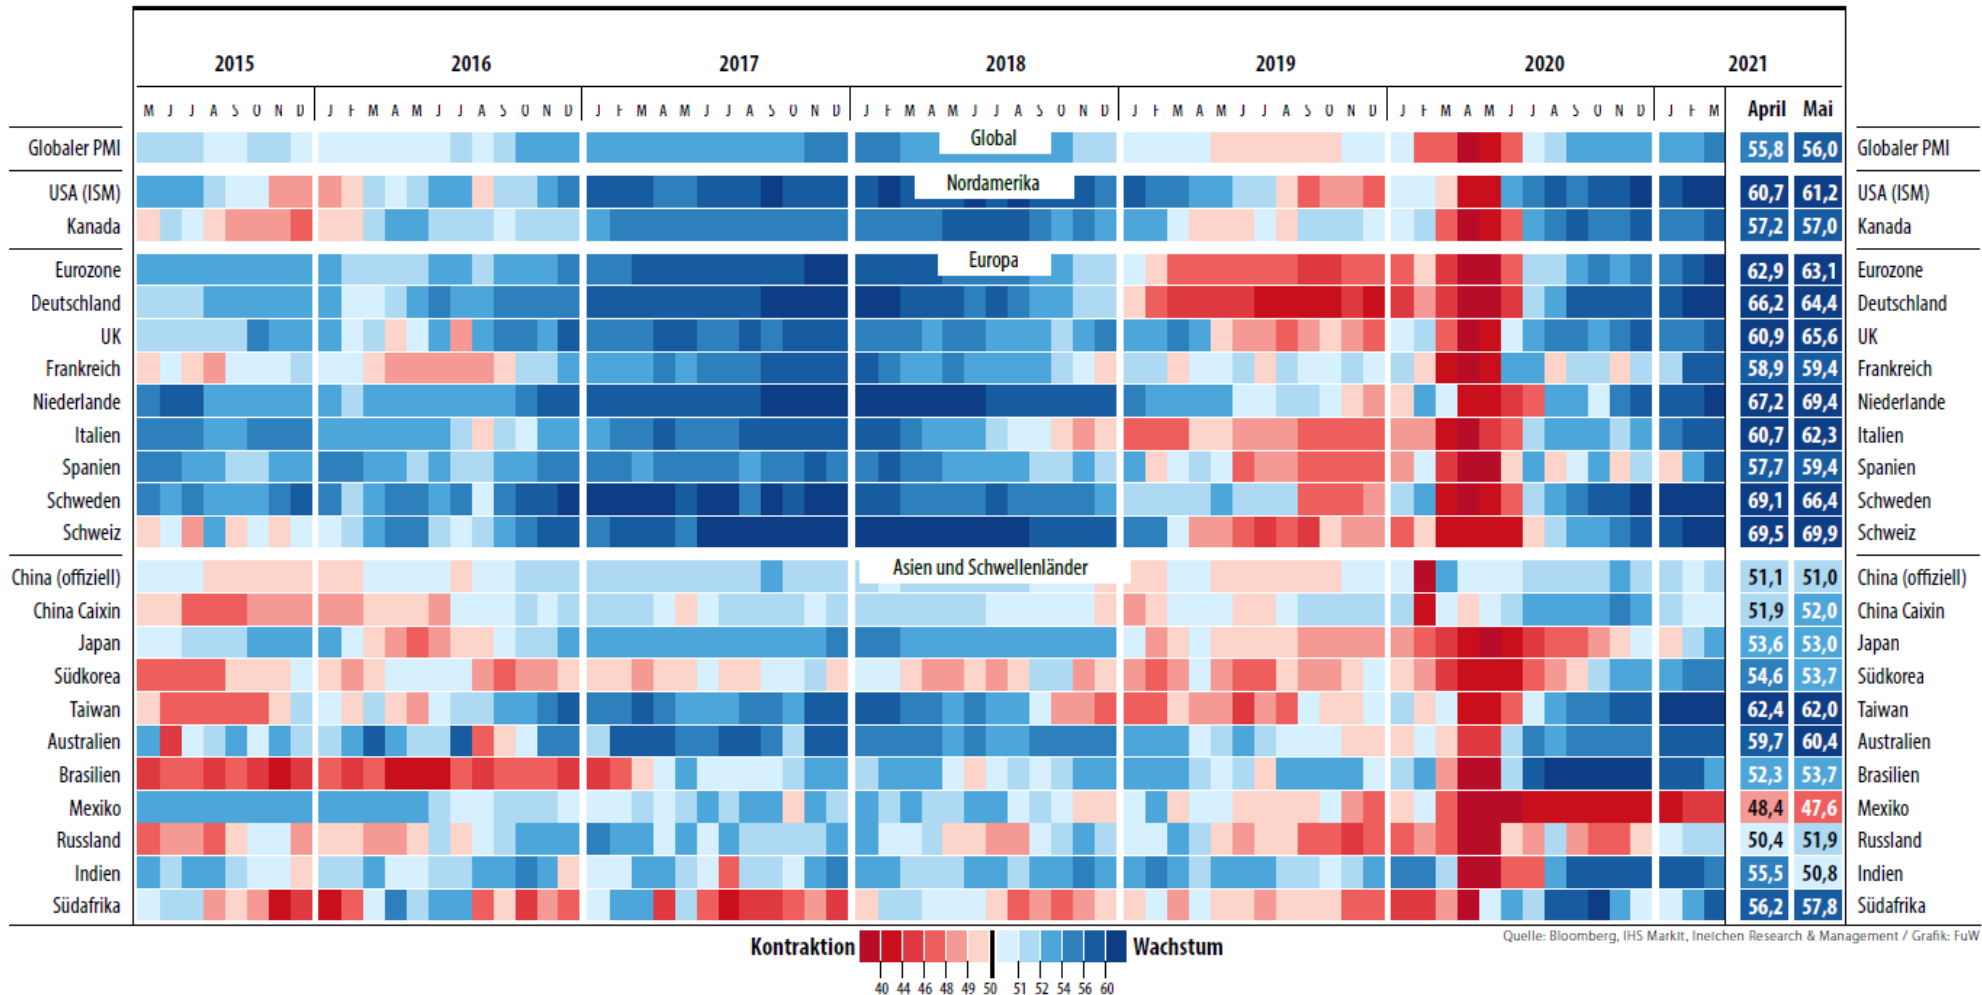 2015 2016 2017 2018 2019 2020 2021
M J J A S O N D J F M A M J J A S O N D J F M A M J J A S O N D J F M A M J J A S O N D J F M A M J J A S O N D J F M A M J J A S O N D J F M April Mai
Global
Globaler PMI 55,8 56,0 Globaler PMI
Nordamerika
USA (ISM) 60,7 61,2 USA (ISM)
Kanada 57,2 57,0 Kanada
Europa
Eurozone 62,9 63,1 Eurozone
Deutschland 66,2 64,4 Deutschland
UK 60,9 65,6 UK
Frankreich 58,9 59,4 Frankreich
Niederlande 67,2 69,4 Niederlande
Italien 60,7 62,3 Italien
Spanien 57,7 59,4 Spanien
Schweden 69,1 66,4 Schweden
Schweiz 69,5 69,9 Schweiz
Asien und Schwellenländer
China (offiziell) 51,1 51,0 China (offiziell)
China Caixin 51,9 52,0 China Caixin
Japan 53,6 53,0 Japan
Südkorea 54,6 53,7 Südkorea
Taiwan 62,4 62,0 Taiwan
Australien 59,7 60,4 Australien
Brasilien 52,3 53,7 Brasilien
Mexiko 48,4 47,6 Mexiko
Russland 50,4 51,9 Russland
Indien 55,5 50,8 Indien
Südafrika 56,2 57,8 Südafrika
Quelle: Bloomberg, IHS Markit, Ineichen Research & Management / Grafik: FuW
Kontraktion Wachstum
40 44 46 48 49 50 51 52 54 56 60